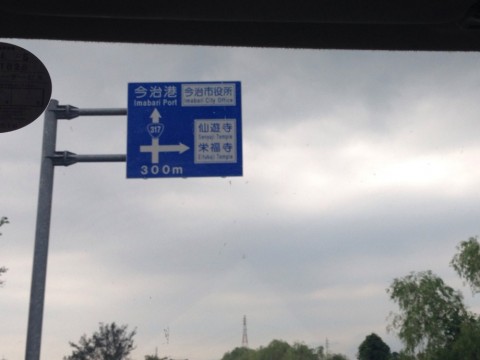 今治港
Imabari Port
今治市役所
Imabari City Office
317
仙遊寺
Senyuji Temple
栄福寺
Eifukuji Temple
300m